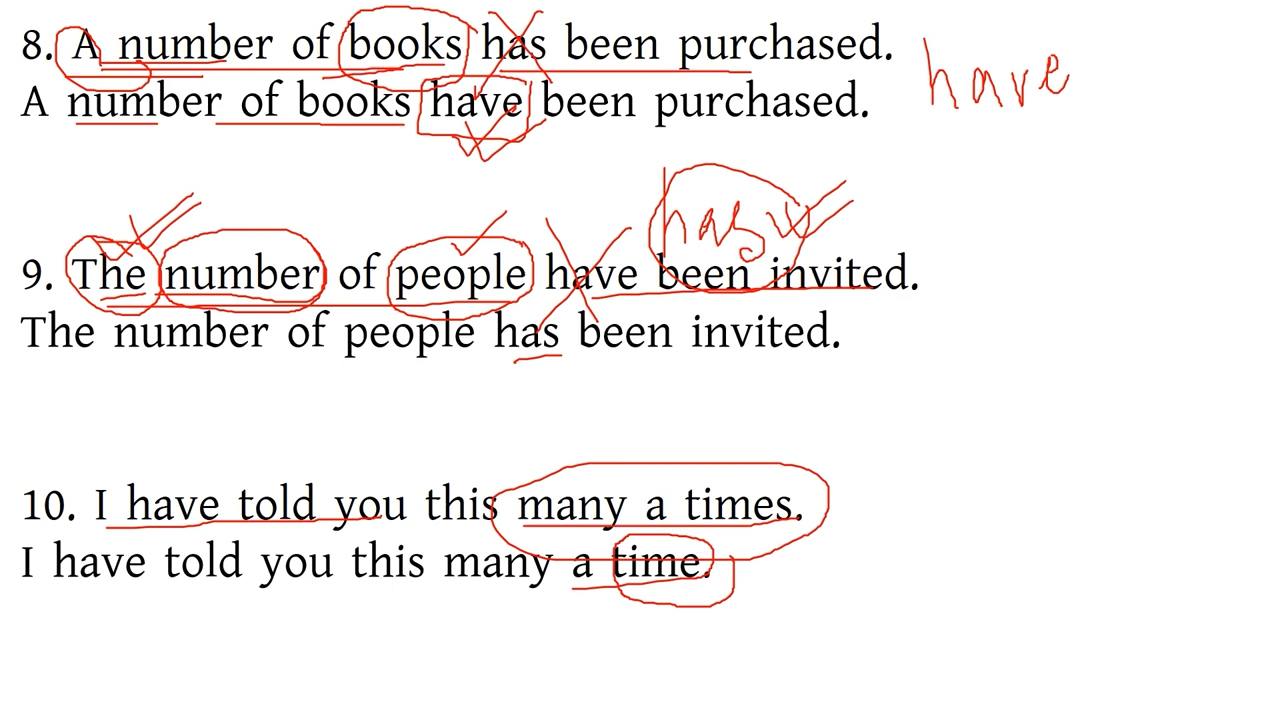 8. A number of books has been purchased.
have
A number of books have been purchased.
has
9. The number of people have been invited.
The number of people has been invited.
10. I have told you this many a times.
I have told you this many a time.